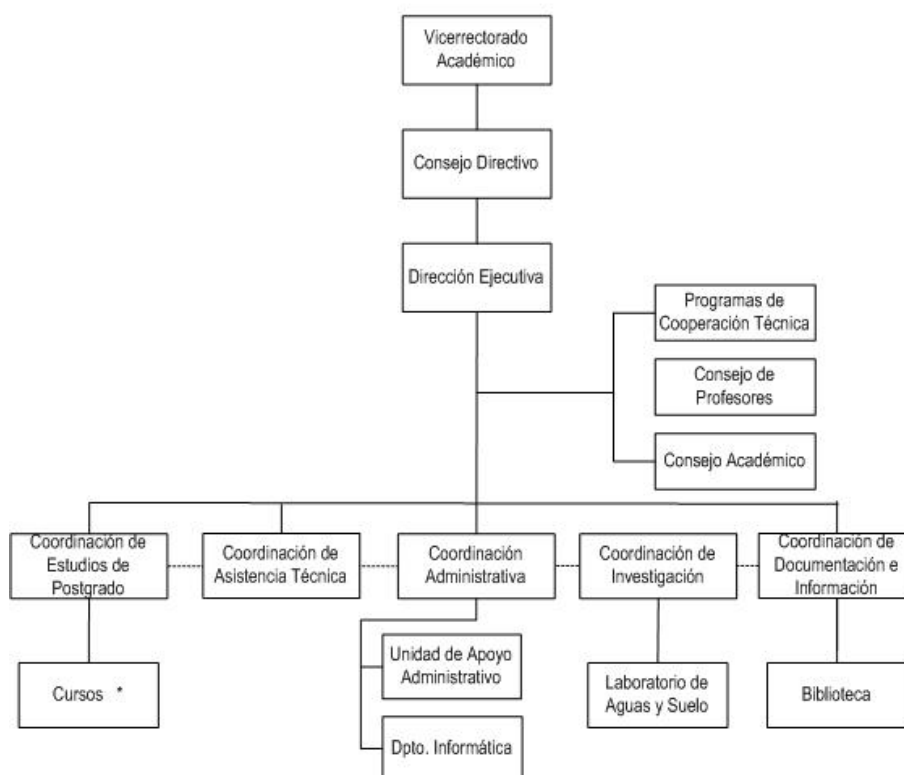 Vicerrectorado
Académico
Consejo Directivo
Dirección Ejecutiva
Programas de
Cooperación Técnica
Consejo de
Profesores
Consejo Académico
Coordinación de
Estudios de
Postgrado
Coordinación de
Asistencia Técnica
Coordinación
Administrativa
Coordinación de
Investigación
Coordinación de
Documentación e
Información
Cursos *
Unidad de Apoyo
Administrativo
Dpto. Informática
Laboratorio de
Aguas y Suelo
Biblioteca